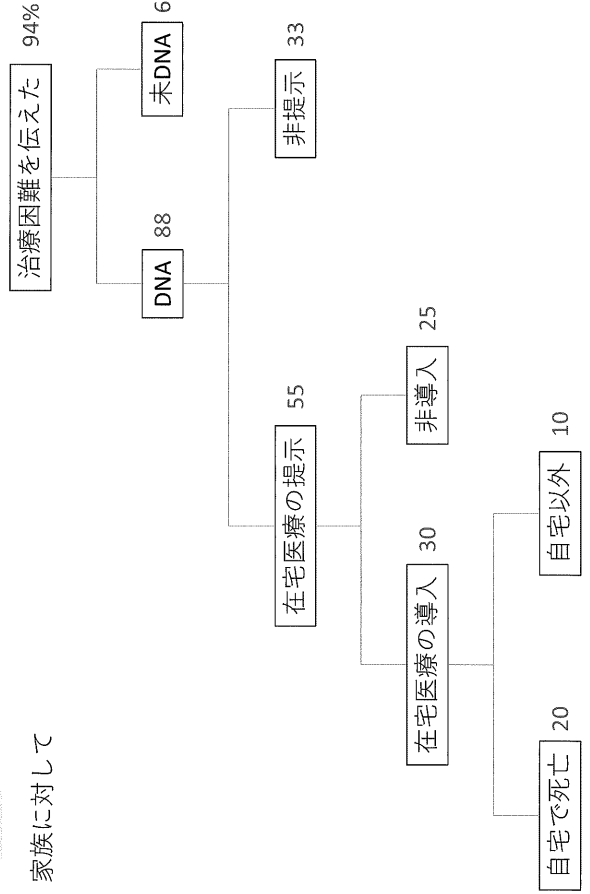 家族に対して
治療困難を伝えた 94%
DNA 88
未DNA 6
在宅医療の提示 55
非提示 33
在宅医療の導入 30
非導入 25
自宅で死亡 20
自宅以外 10